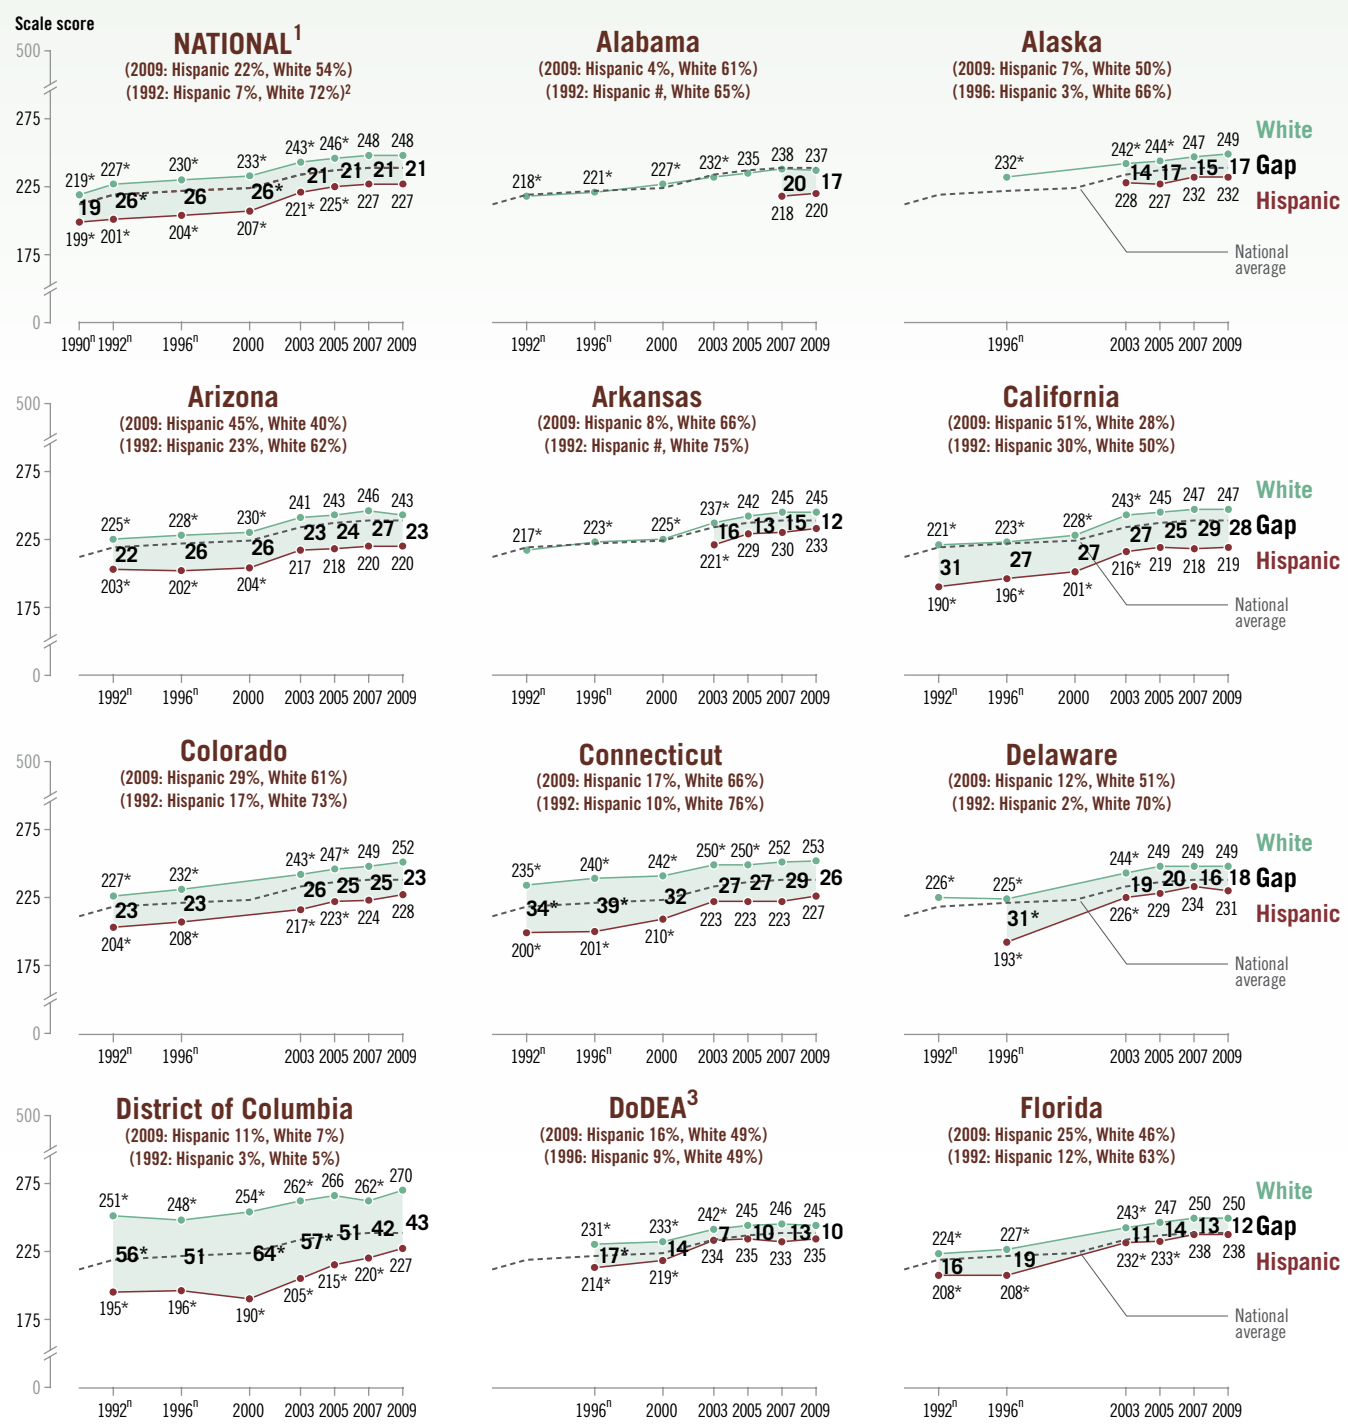 Scale score
NATIONAL1
(2009: Hispanic 22%, White 54%)
(1992: Hispanic 7%, White 72%)2
500
275
225
175
0
219* 227* 230* 233* 243* 246* 248 248
19 26* 26 26* 21 21 21 21
199* 201* 204* 207* 221* 225* 227 227
1990n 1992n 1996n 2000 2003 2005 2007 2009
Alabama
(2009: Hispanic 4%, White 61%)
(1992: Hispanic #, White 65%)
218* 221* 227* 232* 235 238 237
20 17
218 220
1992n 1996n 2000 2003 2005 2007 2009
Alaska
(2009: Hispanic 7%, White 50%)
(1996: Hispanic 3%, White 66%)
232* 242* 244* 247 249
14 17 15 17
228 227 232 232
White
Gap
Hispanic
National
average
1996n 2003 2005 2007 2009
Arizona
(2009: Hispanic 45%, White 40%)
(1992: Hispanic 23%, White 62%)
500
275
225
175
0
225* 228* 230* 241 243 246 243
22 26 26 23 24 27 23
203* 202* 204* 217 218 220 220
1992n 1996n 2000 2003 2005 2007 2009
Arkansas
(2009: Hispanic 8%, White 66%)
(1992: Hispanic #, White 75%)
217* 223* 225* 237* 242 245 245
16 13 15 12
221* 229 230 233
1992n 1996n 2000 2003 2005 2007 2009
California
(2009: Hispanic 51%, White 28%)
(1992: Hispanic 30%, White 50%)
221* 223* 228* 243* 245 247 247
31 27 27 27 25 29 28
190* 196* 201* 216* 219 218 219
White
Gap
Hispanic
National
average
1992n 1996n 2000 2003 2005 2007 2009
Colorado
(2009: Hispanic 29%, White 61%)
(1992: Hispanic 17%, White 73%)
500
275
225
175
0
227* 232* 243* 247* 249 252
23 23 26 25 25 23
204* 208* 217* 223* 224 228
1992n 1996n 2003 2005 2007 2009
Connecticut
(2009: Hispanic 17%, White 66%)
(1992: Hispanic 10%, White 76%)
235* 240* 242* 250* 250* 252 253
34* 39* 32 27 27 29 26
200* 201* 210* 223 223 223 227
1992n 1996n 2000 2003 2005 2007 2009
Delaware
(2009: Hispanic 12%, White 51%)
(1992: Hispanic 2%, White 70%)
226* 225* 244* 249 249 249
31* 19 20 16 18
193* 226* 229 234 231
White
Gap
Hispanic
National
average
1992n 1996n 2003 2005 2007 2009
District of Columbia
(2009: Hispanic 11%, White 7%)
(1992: Hispanic 3%, White 5%)
500
275
225
175
0
251* 248* 254* 262* 266 262* 270
56* 51 64* 57* 51 42 43
195* 196* 190* 205* 215* 220* 227
1992n 1996n 2000 2003 2005 2007 2009
DoDEA3
(2009: Hispanic 16%, White 49%)
(1996: Hispanic 9%, White 49%)
231* 233* 242* 245 246 245
17* 14 7 10 13 10
214* 219* 234 235 233 235
1996n 2000 2003 2005 2007 2009
Florida
(2009: Hispanic 25%, White 46%)
(1992: Hispanic 12%, White 63%)
224* 227* 243* 247 250 250
16 19 11 14 13 12
208* 208* 232* 233* 238 238
White
Gap
Hispanic
National
average
1992n 1996n 2003 2005 2007 2009